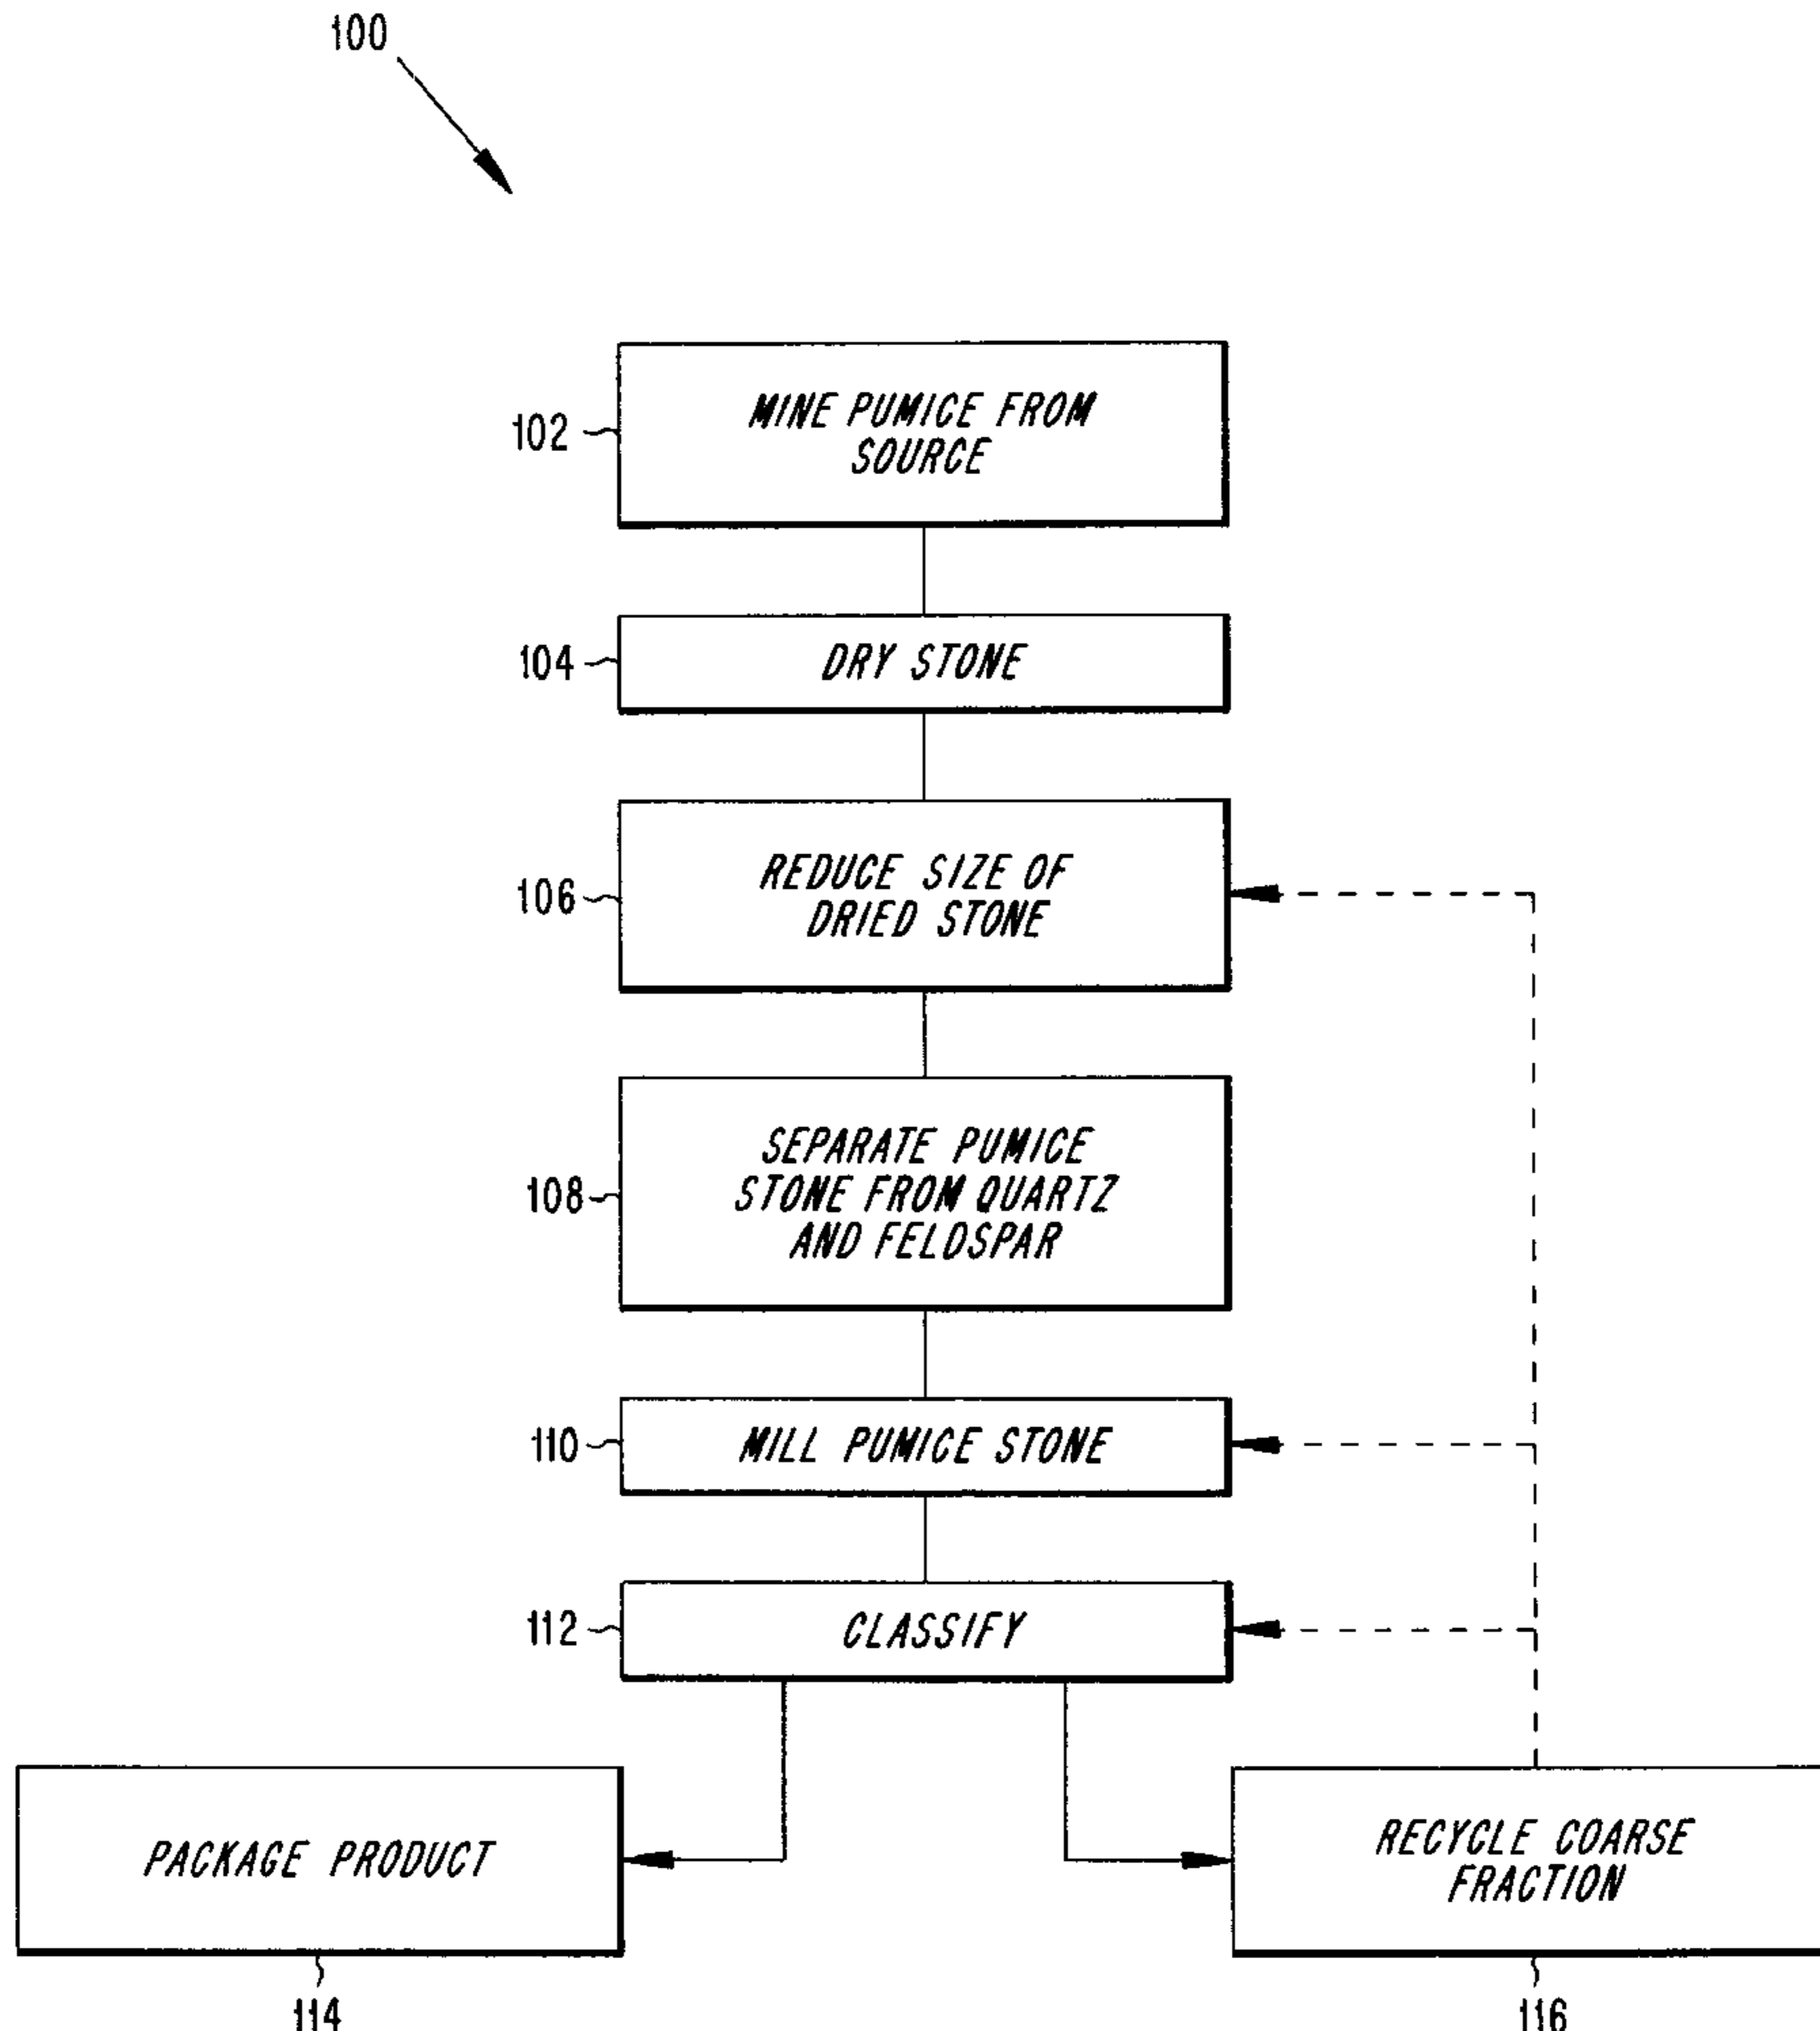 100
102
MINE PUMICE FROM
SOURCE
104
DRY STONE
106
REDUCE SIZE OF
DRIED STONE
108
SEPARATE PUMICE
STONE FROM QUARTZ
AND FELDSPAR
110
MILL PUMICE STONE
112
CLASSIFY
PACKAGE PRODUCT
RECYCLE COARSE
FRACTION
114
116